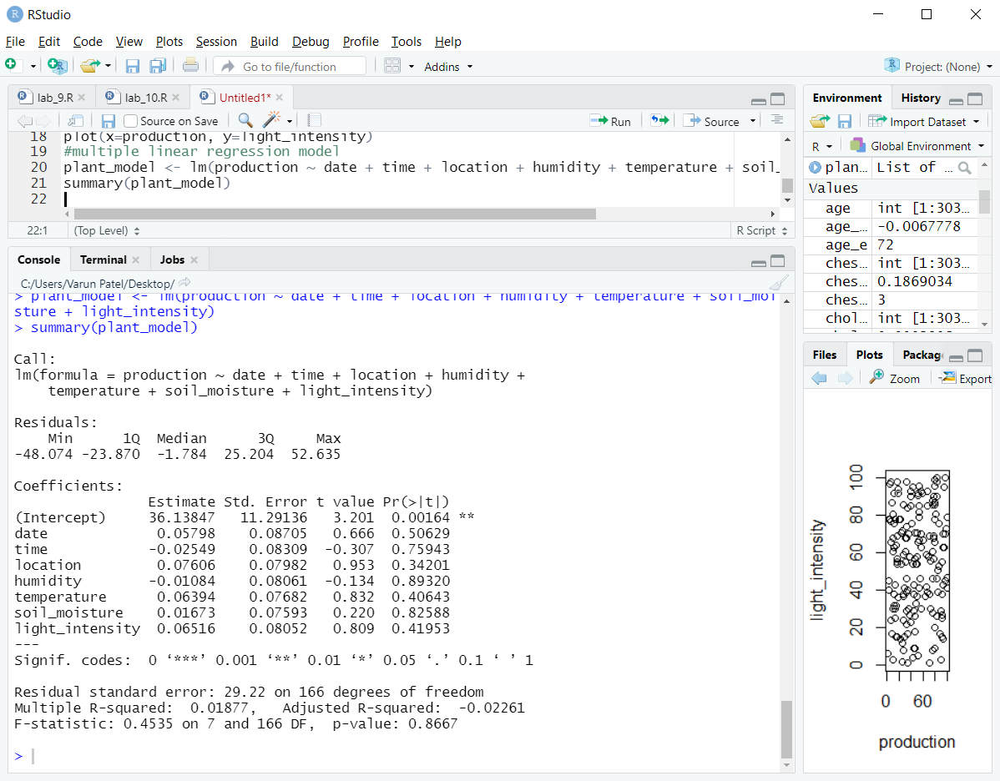 RStudio
File Edit Code View Plots Session Build Debug Profile Tools Help
Go to file/function Addins Project: (None)
lab_9.R lab_10.R Untitled1*
Source on Save Run Source
18 plot(x=production, y=light_intensity)
19 #multiple linear regression model
20 plant_model <- lm(production ~ date + time + location + humidity + temperature + soil_
21 summary(plant_model)
22
22:1 (Top Level) R Script
Console Terminal Jobs
C:/Users/Varun Patel/Desktop/
> plant_model <- lm(production ~ date + time + location + humidity + temperature + soil_moi
sture + light_intensity)
> summary(plant_model)
Call:
lm(formula = production ~ date + time + location + humidity +
    temperature + soil_moisture + light_intensity)
Residuals:
    Min      1Q  Median      3Q     Max
-48.074 -23.870  -1.784  25.204  52.635
Coefficients:
                Estimate Std. Error t value Pr(>|t|)
(Intercept)     36.13847   11.29136   3.201  0.00164 **
date             0.05798    0.08705   0.666  0.50629
time            -0.02549    0.08309  -0.307  0.75943
location         0.07606    0.07982   0.953  0.34201
humidity        -0.01084    0.08061  -0.134  0.89320
temperature      0.06394    0.07682   0.832  0.40643
soil_moisture    0.01673    0.07593   0.220  0.82588
light_intensity  0.06516    0.08052   0.809  0.41953
---
Signif. codes:  0 ‘***’ 0.001 ‘**’ 0.01 ‘*’ 0.05 ‘.’ 0.1 ‘ ’ 1
Residual standard error: 29.22 on 166 degrees of freedom
Multiple R-squared:  0.01877,   Adjusted R-squared:  -0.02261
F-statistic: 0.4535 on 7 and 166 DF,  p-value: 0.8667
>
Environment History
Import Dataset
R Global Environment
plan... List of ...
Values
age int [1:303...
age_... -0.0067778
age_e 72
ches... int [1:303...
ches... 0.1869034
ches... 3
chol... int [1:303...
Files Plots Packag
Zoom Export
light_intensity
100
80
60
40
20
0
0 60
production